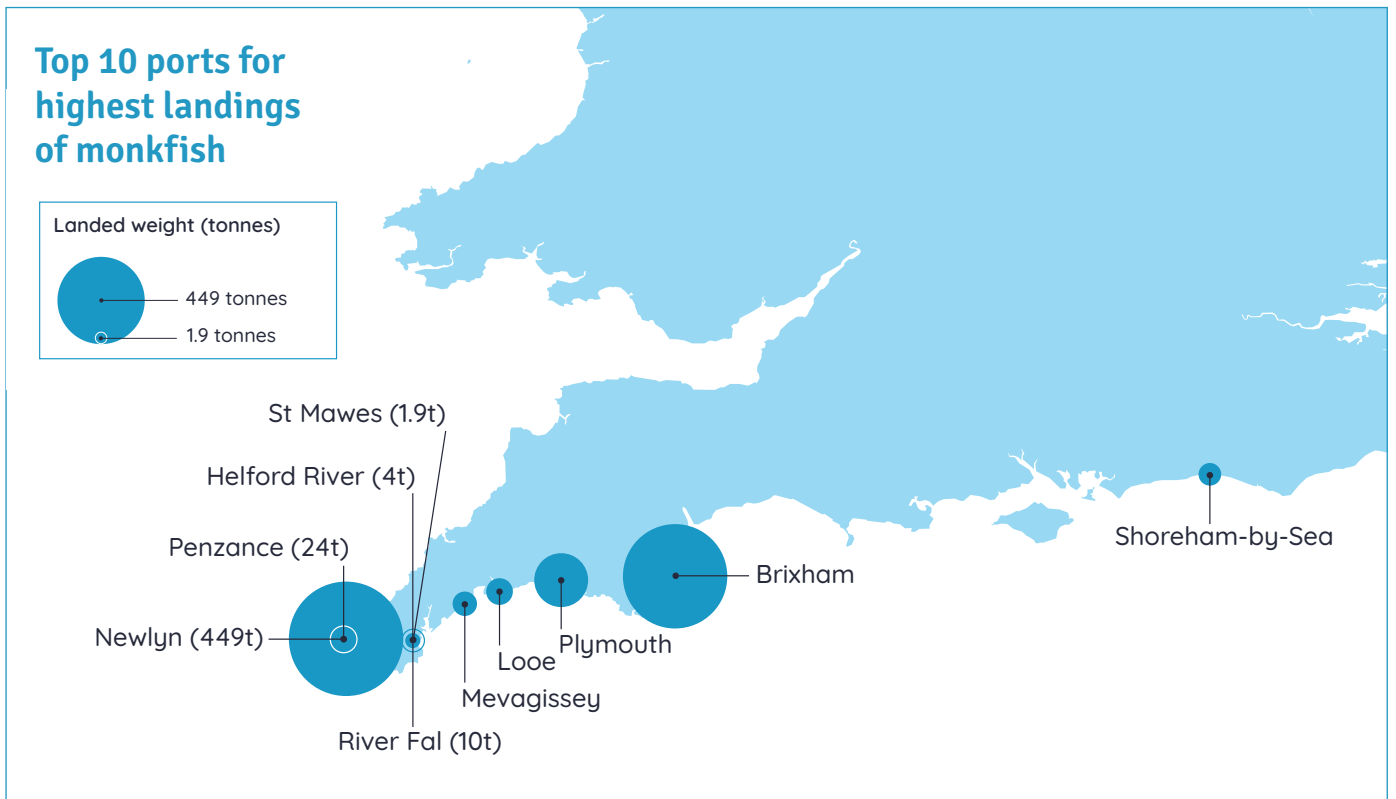 Top 10 ports for
highest landings
of monkfish
Landed weight (tonnes)
449 tonnes
1.9 tonnes
St Mawes (1.9t)
Helford River (4t)
Penzance (24t)
Newlyn (449t)
River Fal (10t)
Mevagissey
Looe
Plymouth
Brixham
Shoreham-by-Sea